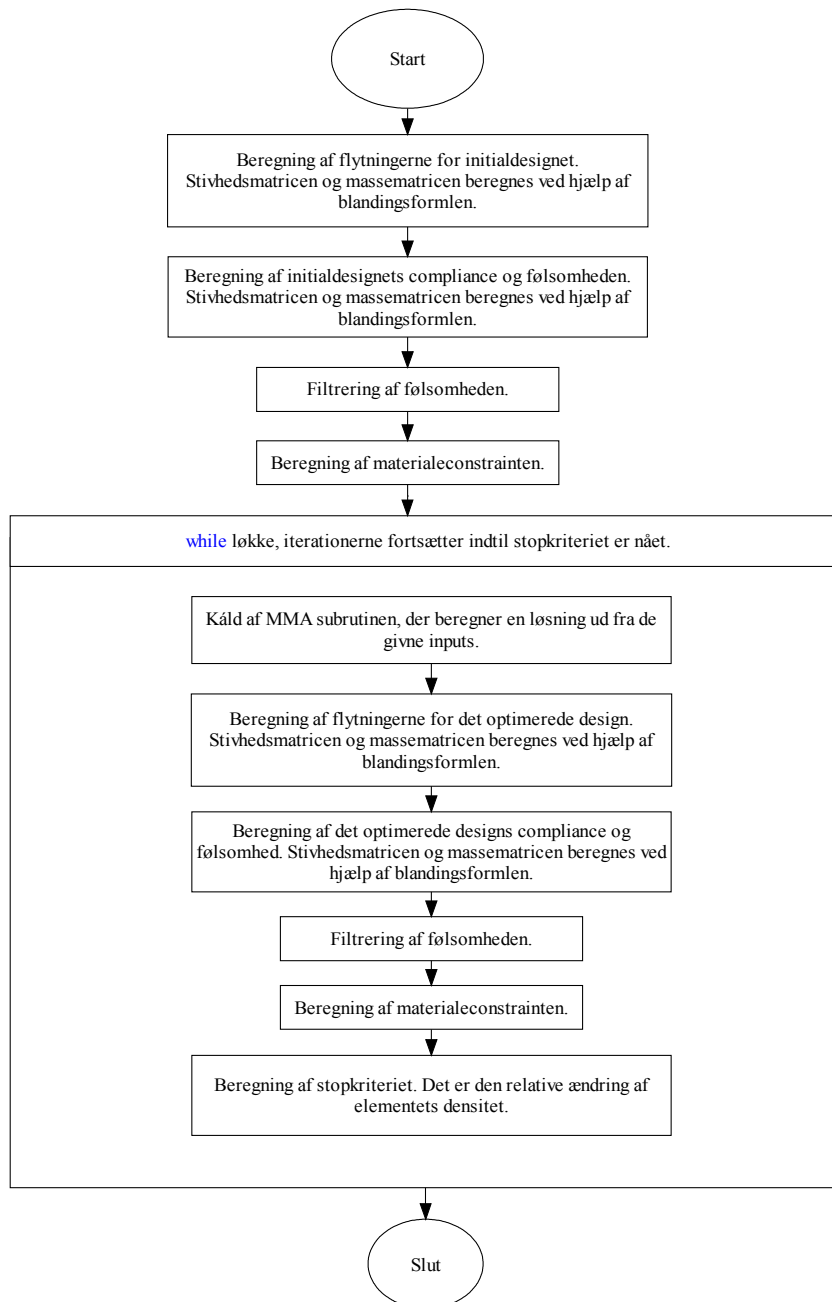 Start
Beregning af flytningerne for initialdesignet.
Stivhedsmatricen og massematricen beregnes ved hjælp af
blandingsformlen.
Beregning af initialdesignets compliance og følsomheden.
Stivhedsmatricen og massematricen beregnes ved hjælp af
blandingsformlen.
Filtrering af følsomheden.
Beregning af materialeconstrainten.
while løkke, iterationerne fortsætter indtil stopkriteriet er nået.
Káld af MMA subrutinen, der beregner en løsning ud fra de
givne inputs.
Beregning af flytningerne for det optimerede design.
Stivhedsmatricen og massematricen beregnes ved hjælp af
blandingsformlen.
Beregning af det optimerede designs compliance og
følsomhed. Stivhedsmatricen og massematricen beregnes ved
hjælp af blandingsformlen.
Filtrering af følsomheden.
Beregning af materialeconstrainten.
Beregning af stopkriteriet. Det er den relative ændring af
elementets densitet.
Slut